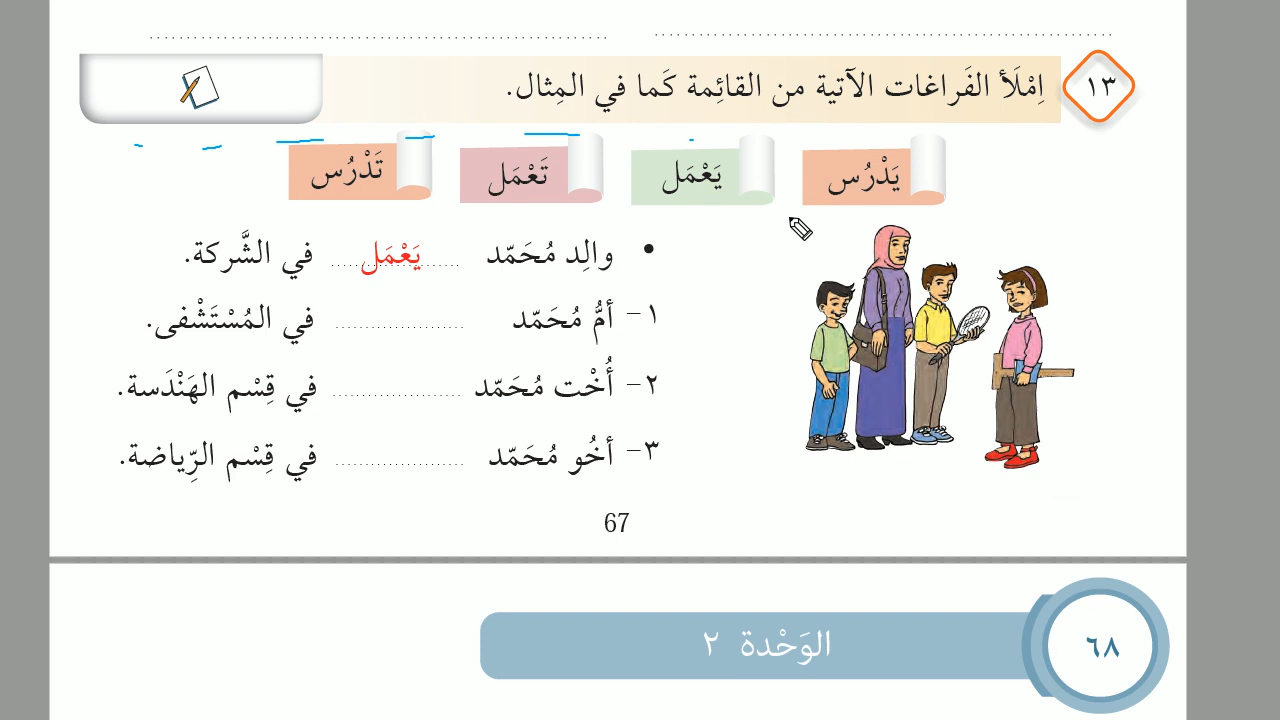 ١٣ اِمْلَأ الفَراغات الآتية من القائِمة كَما في المِثال.
يَدْرُس يَعْمَل تَعْمَل تَدْرُس
• والِد مُحَمّد يَعْمَل في الشَّركة.
١- أمُّ مُحَمّد .................... في المُسْتَشْفى.
٢- أُخْت مُحَمّد .................... في قِسْم الهَنْدَسة.
٣- أخُو مُحَمّد .................... في قِسْم الرِّياضة.
67
٦٨
الوَحْدة ٢